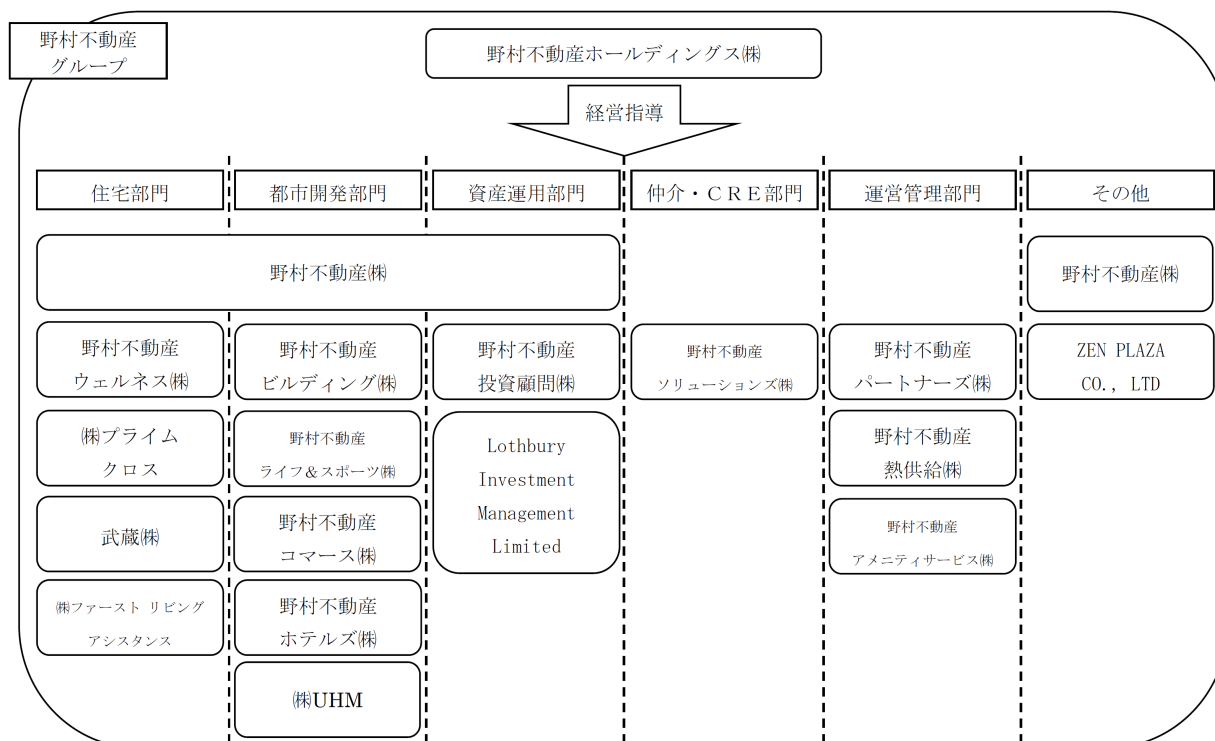 野村不動産
グループ
野村不動産ホールディングス㈱
経営指導
住宅部門
都市開発部門
資産運用部門
仲介・ＣＲＥ部門
運営管理部門
その他
野村不動産㈱
野村不動産㈱
野村不動産
ウェルネス㈱
野村不動産
ビルディング㈱
野村不動産
投資顧問㈱
野村不動産
ソリューションズ㈱
野村不動産
パートナーズ㈱
ZEN PLAZA
CO., LTD
㈱プライム
クロス
野村不動産
ライフ&スポーツ㈱
Lothbury
Investment
Management
Limited
野村不動産
熱供給㈱
武蔵㈱
野村不動産
コマース㈱
野村不動産
アメニティサービス㈱
㈱ファースト リビング
アシスタンス
野村不動産
ホテルズ㈱
㈱UHM